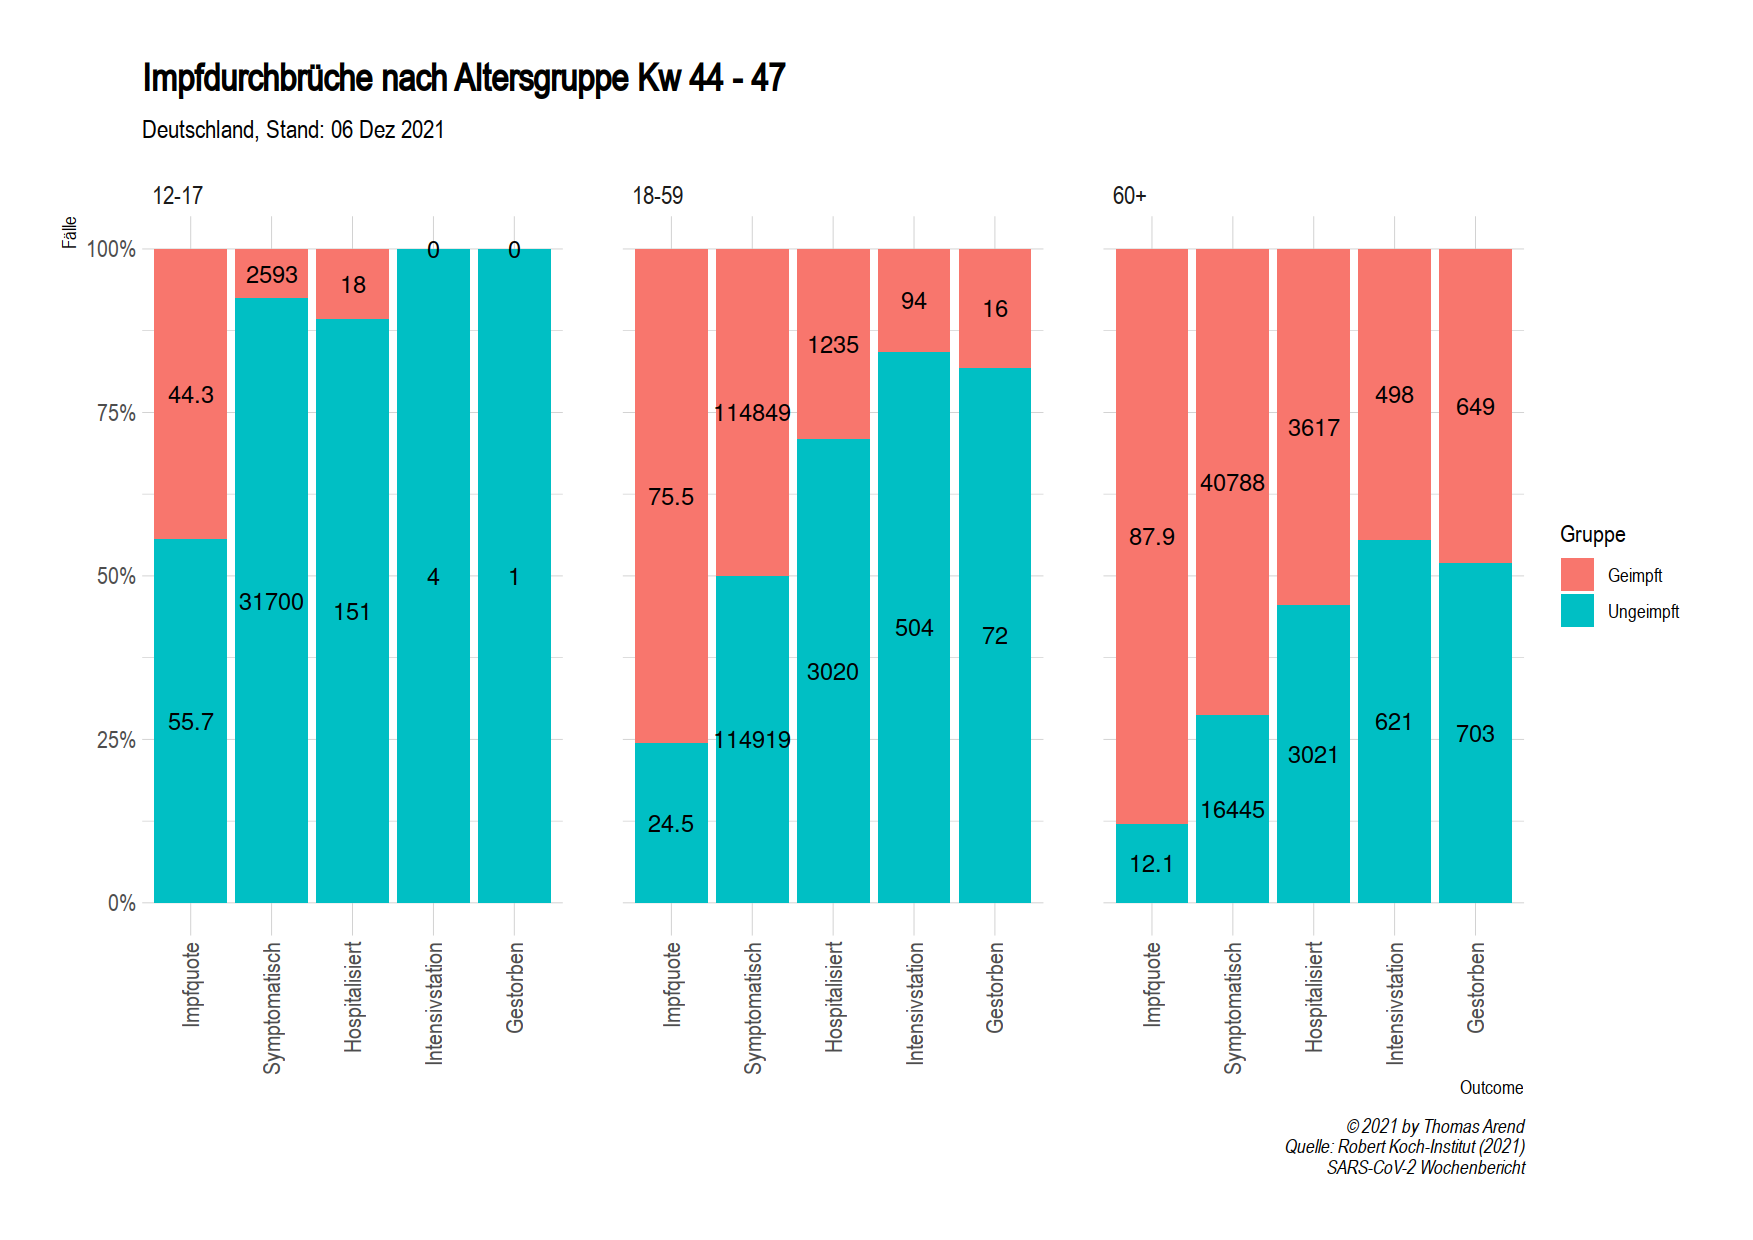 Impfdurchbrüche nach Altersgruppe Kw 44 - 47
Deutschland, Stand: 06 Dez 2021
12-17
18-59
60+
Fälle
100%
75%
50%
25%
0%
44.3
55.7
2593
31700
18
151
0
4
0
1
75.5
24.5
114849
114919
1235
3020
94
504
16
72
87.9
12.1
40788
16445
3617
3021
498
621
649
703
Impfquote
Symptomatisch
Hospitalisiert
Intensivstation
Gestorben
Impfquote
Symptomatisch
Hospitalisiert
Intensivstation
Gestorben
Impfquote
Symptomatisch
Hospitalisiert
Intensivstation
Gestorben
Outcome
Gruppe
Geimpft
Ungeimpft
© 2021 by Thomas Arend
Quelle: Robert Koch-Institut (2021)
SARS-CoV-2 Wochenbericht